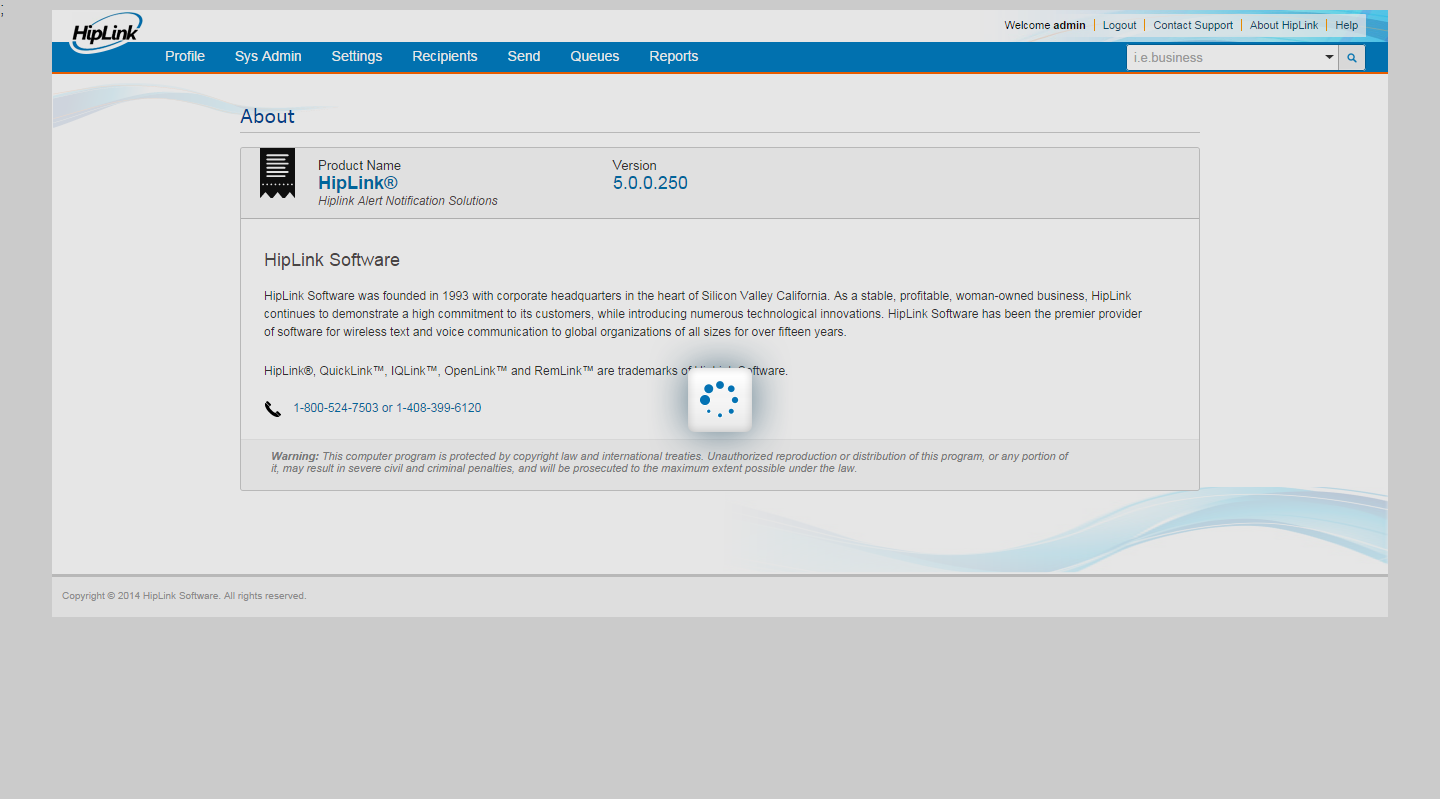 ;
HipLink
Welcome admin | Logout | Contact Support | About HipLink | Help
Profile Sys Admin Settings Recipients Send Queues Reports
i.e.business
About
Product Name
HipLink®
Hiplink Alert Notification Solutions
Version
5.0.0.250
HipLink Software
HipLink Software was founded in 1993 with corporate headquarters in the heart of Silicon Valley California. As a stable, profitable, woman-owned business, HipLink
continues to demonstrate a high commitment to its customers, while introducing numerous technological innovations. HipLink Software has been the premier provider
of software for wireless text and voice communication to global organizations of all sizes for over fifteen years.
HipLink®, QuickLink™, IQLink™, OpenLink™ and RemLink™ are trademarks of Software.
1-800-524-7503 or 1-408-399-6120
Warning: This computer program is protected by copyright law and international treaties. Unauthorized reproduction or distribution of this program, or any portion of
it, may result in severe civil and criminal penalties, and will be prosecuted to the maximum extent possible under the law.
Copyright © 2014 HipLink Software. All rights reserved.